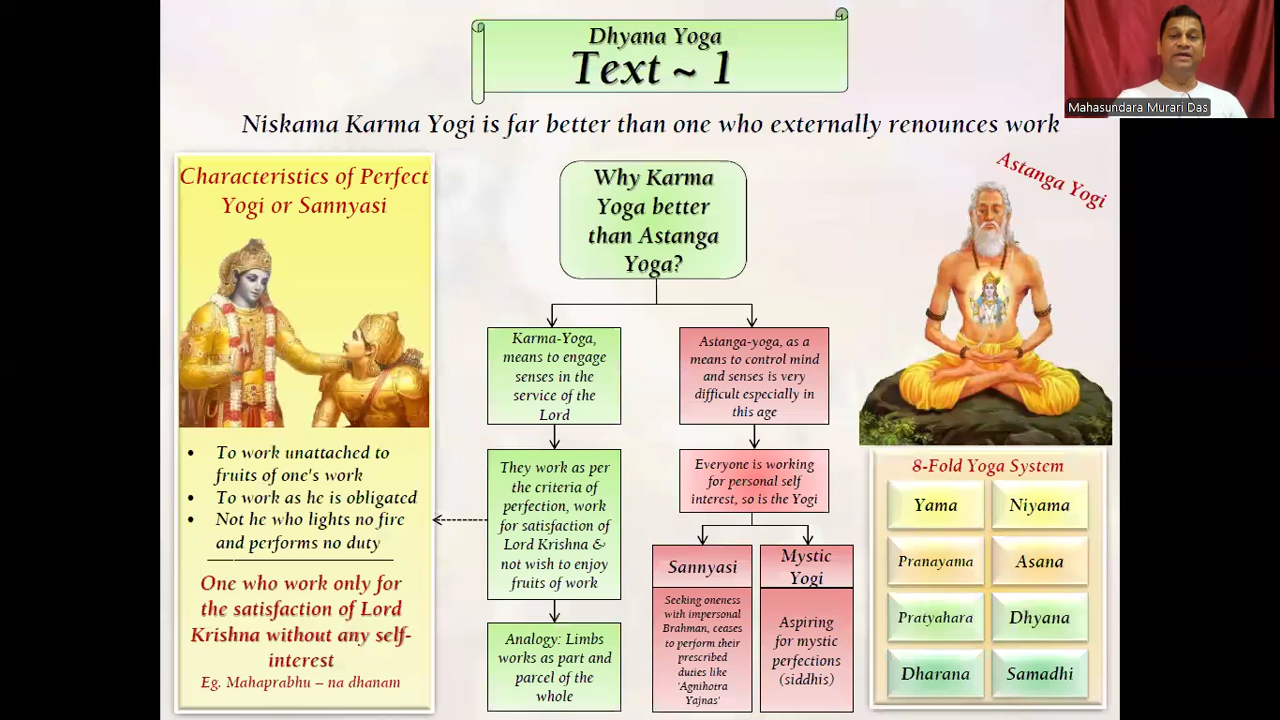 Dhyana Yoga
Text ~ 1
Mahasundara Murari Das
Niskama Karma Yogi is far better than one who externally renounces work
Characteristics of Perfect
Yogi or Sannyasi
To work unattached to
fruits of one's work
To work as he is obligated
Not he who lights no fire
and performs no duty
One who work only for
the satisfaction of Lord
Krishna without any self-
interest
Eg. Mahaprabhu – na dhanam
Why Karma
Yoga better
than Astanga
Yoga?
Karma-Yoga,
means to engage
senses in the
service of the
Lord
They work as per
the criteria of
perfection, work
for satisfaction of
Lord Krishna &
not wish to enjoy
fruits of work
Analogy: Limbs
works as part and
parcel of the
whole
Astanga-yoga, as a
means to control mind
and senses is very
difficult especially in
this age
Everyone is working
for personal self
interest, so is the Yogi
Sannyasi
Seeking oneness
with impersonal
Brahman, ceases
to perform their
prescribed
duties like
'Agnihotra
Yajnas'
Mystic
Yogi
Aspiring
for mystic
perfections
(siddhis)
Astanga Yogi
8-Fold Yoga System
Yama
Niyama
Pranayama
Asana
Pratyahara
Dhyana
Dharana
Samadhi